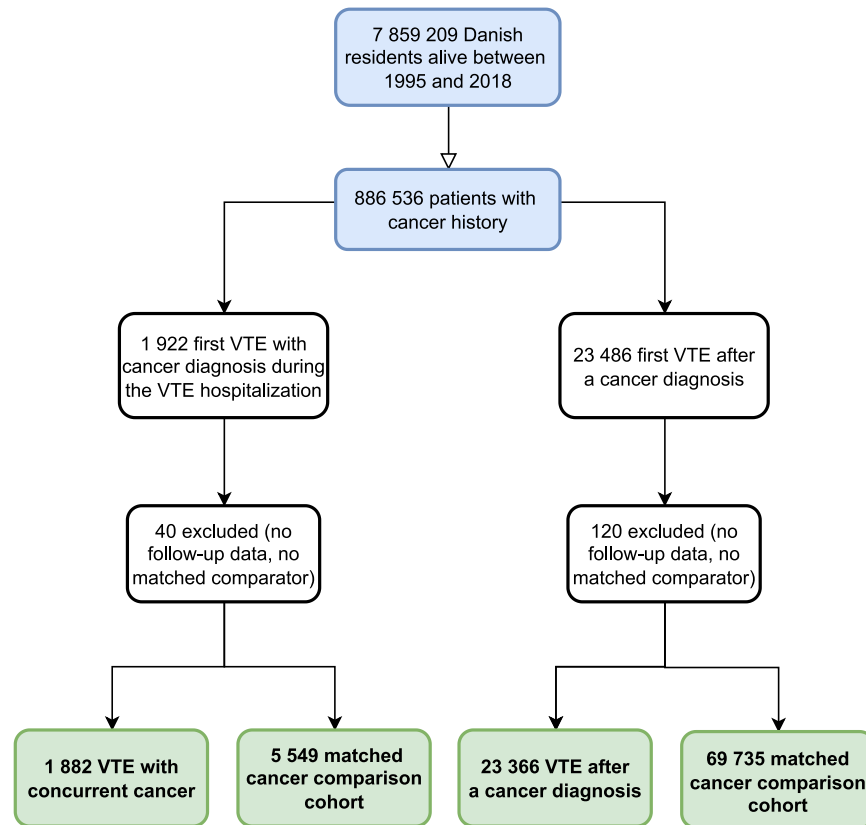 7 859 209 Danish
residents alive between
1995 and 2018
886 536 patients with
cancer history
1 922 first VTE with
cancer diagnosis during
the VTE hospitalization
23 486 first VTE after
a cancer diagnosis
40 excluded (no
follow-up data, no
matched comparator)
120 excluded (no
follow-up data, no
matched comparator)
1 882 VTE with
concurrent cancer
5 549 matched
cancer comparison
cohort
23 366 VTE after
a cancer diagnosis
69 735 matched
cancer comparison
cohort